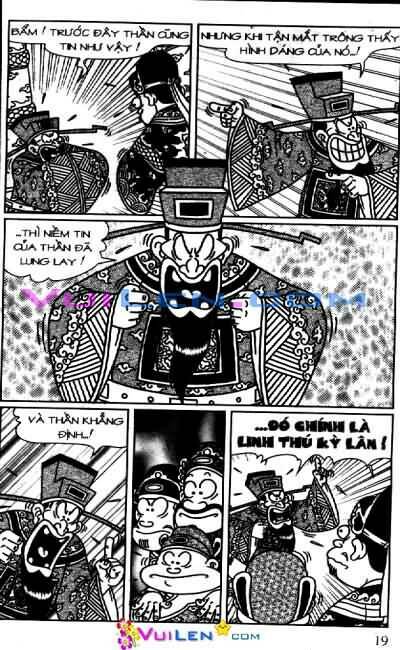 BẨM! TRƯỚC ĐÂY THẦN CŨNG
TIN NHƯ VẬY!
NHƯNG KHI TẬN MẮT TRÔNG THẤY
HÌNH DÁNG CỦA NÓ...!
...THÌ NIỀM TIN
CỦA THẦN ĐÃ
LUNG LAY!
VUILEN.COM
VÀ THẦN KHẲNG
ĐỊNH...!
...ĐÓ CHÍNH LÀ
LINH THÚ KỲ LÂN!
VUILEN.COM
19